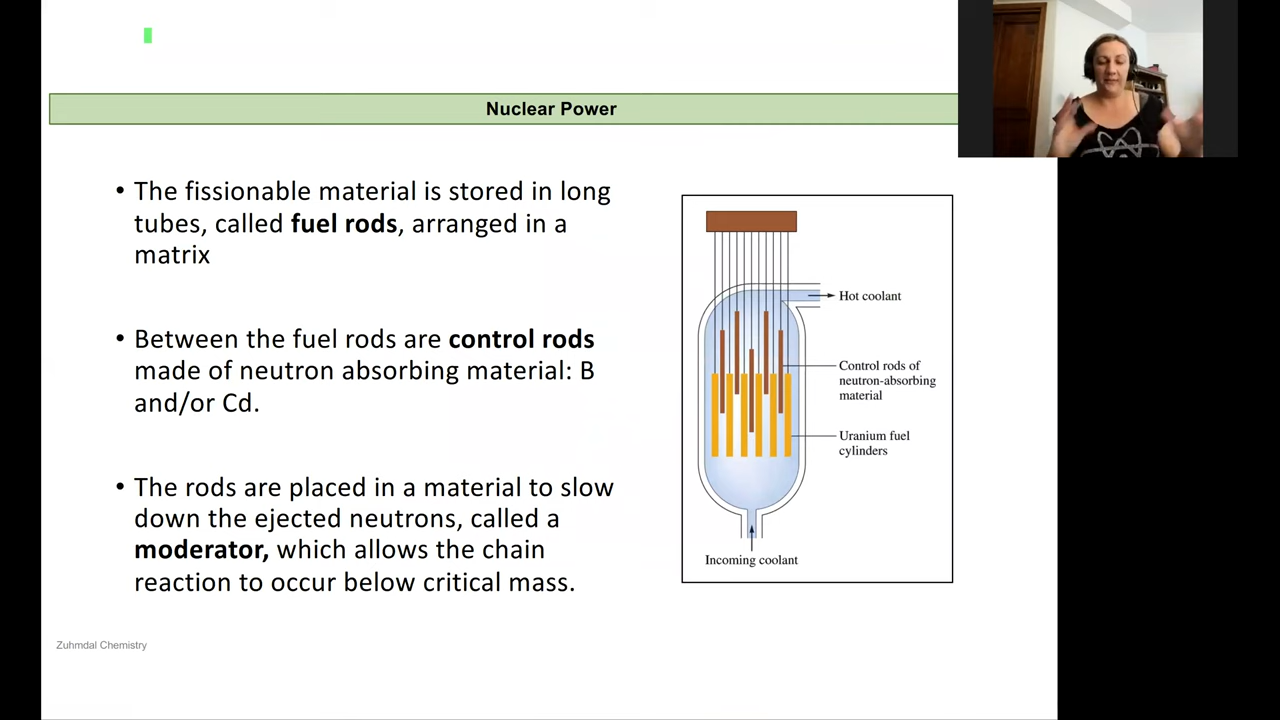 Nuclear Power
• The fissionable material is stored in long
tubes, called fuel rods, arranged in a
matrix
• Between the fuel rods are control rods
made of neutron absorbing material: B
and/or Cd.
• The rods are placed in a material to slow
down the ejected neutrons, called a
moderator, which allows the chain
reaction to occur below critical mass.
Hot coolant
Control rods of
neutron-absorbing
material
Uranium fuel
cylinders
Incoming coolant
Zuhmdal Chemistry